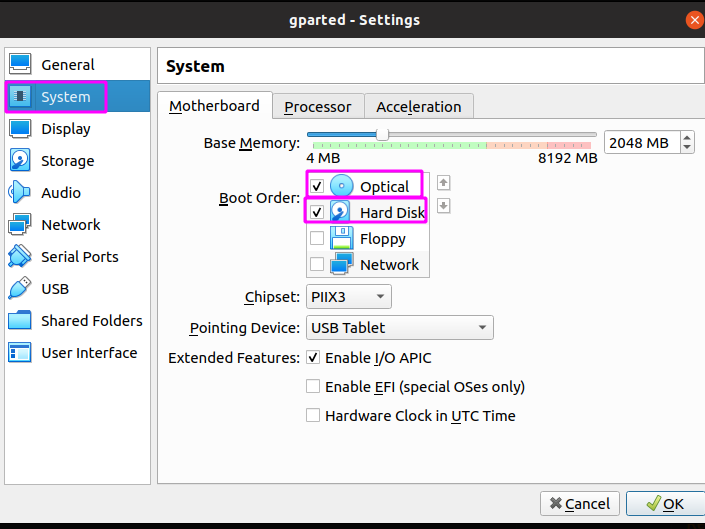 gparted - Settings
General
System
Display
Storage
Audio
Network
Serial Ports
USB
Shared Folders
User Interface
System
Motherboard
Processor
Acceleration
Base Memory:
2048 MB
4 MB
8192 MB
Boot Order:
Optical
Hard Disk
Floppy
Network
Chipset:
PIIX3
Pointing Device:
USB Tablet
Extended Features:
Enable I/O APIC
Enable EFI (special OSes only)
Hardware Clock in UTC Time
Cancel
OK